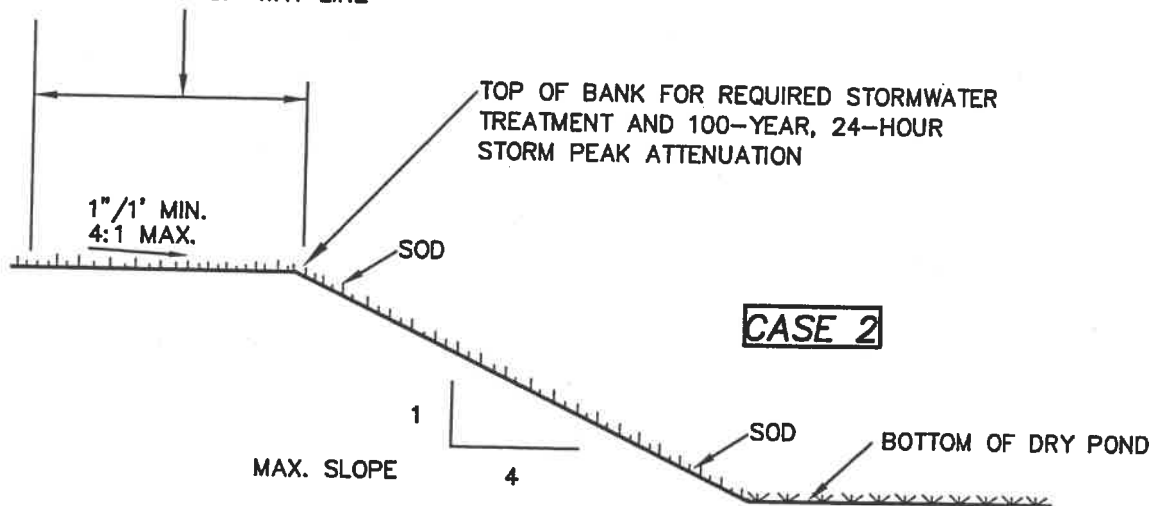 TOP OF BANK FOR REQUIRED STORMWATER
TREATMENT AND 100-YEAR, 24-HOUR
STORM PEAK ATTENUATION
1"/1' MIN.
4:1 MAX.
SOD
CASE 2
1
4
MAX. SLOPE
SOD
BOTTOM OF DRY POND